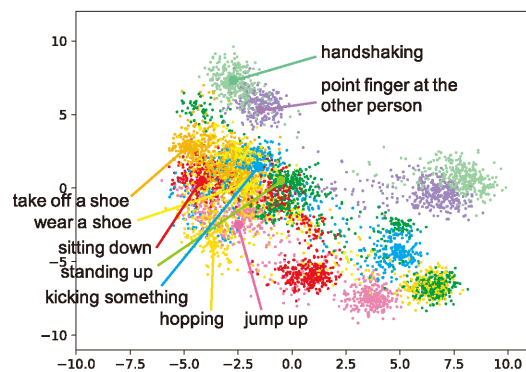 10
5
0
−5
−10
−10.0
−7.5
−5.0
−2.5
0.0
2.5
5.0
7.5
10.0
handshaking
point finger at the
other person
take off a shoe
wear a shoe
sitting down
standing up
kicking something
hopping
jump up